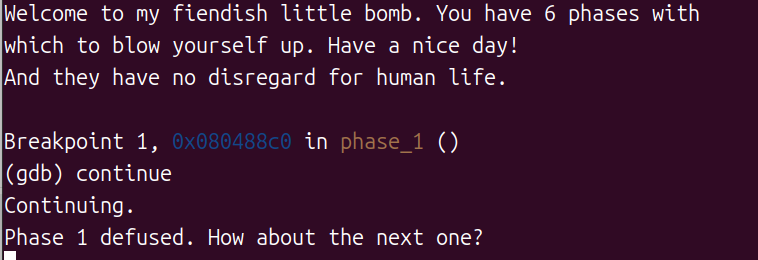 Welcome to my fiendish little bomb. You have 6 phases with
which to blow yourself up. Have a nice day!
And they have no disregard for human life.
Breakpoint 1, 0x080488c0 in phase_1 ()
(gdb) continue
Continuing.
Phase 1 defused. How about the next one?